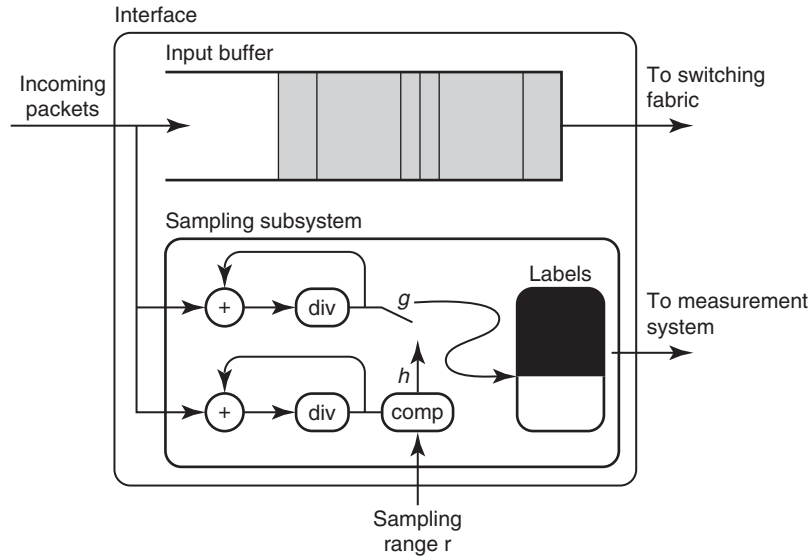 Interface
Input buffer
Incoming
packets
To switching
fabric
Sampling subsystem
Labels
+
div
g
To measurement
system
h
+
div
comp
Sampling
range r